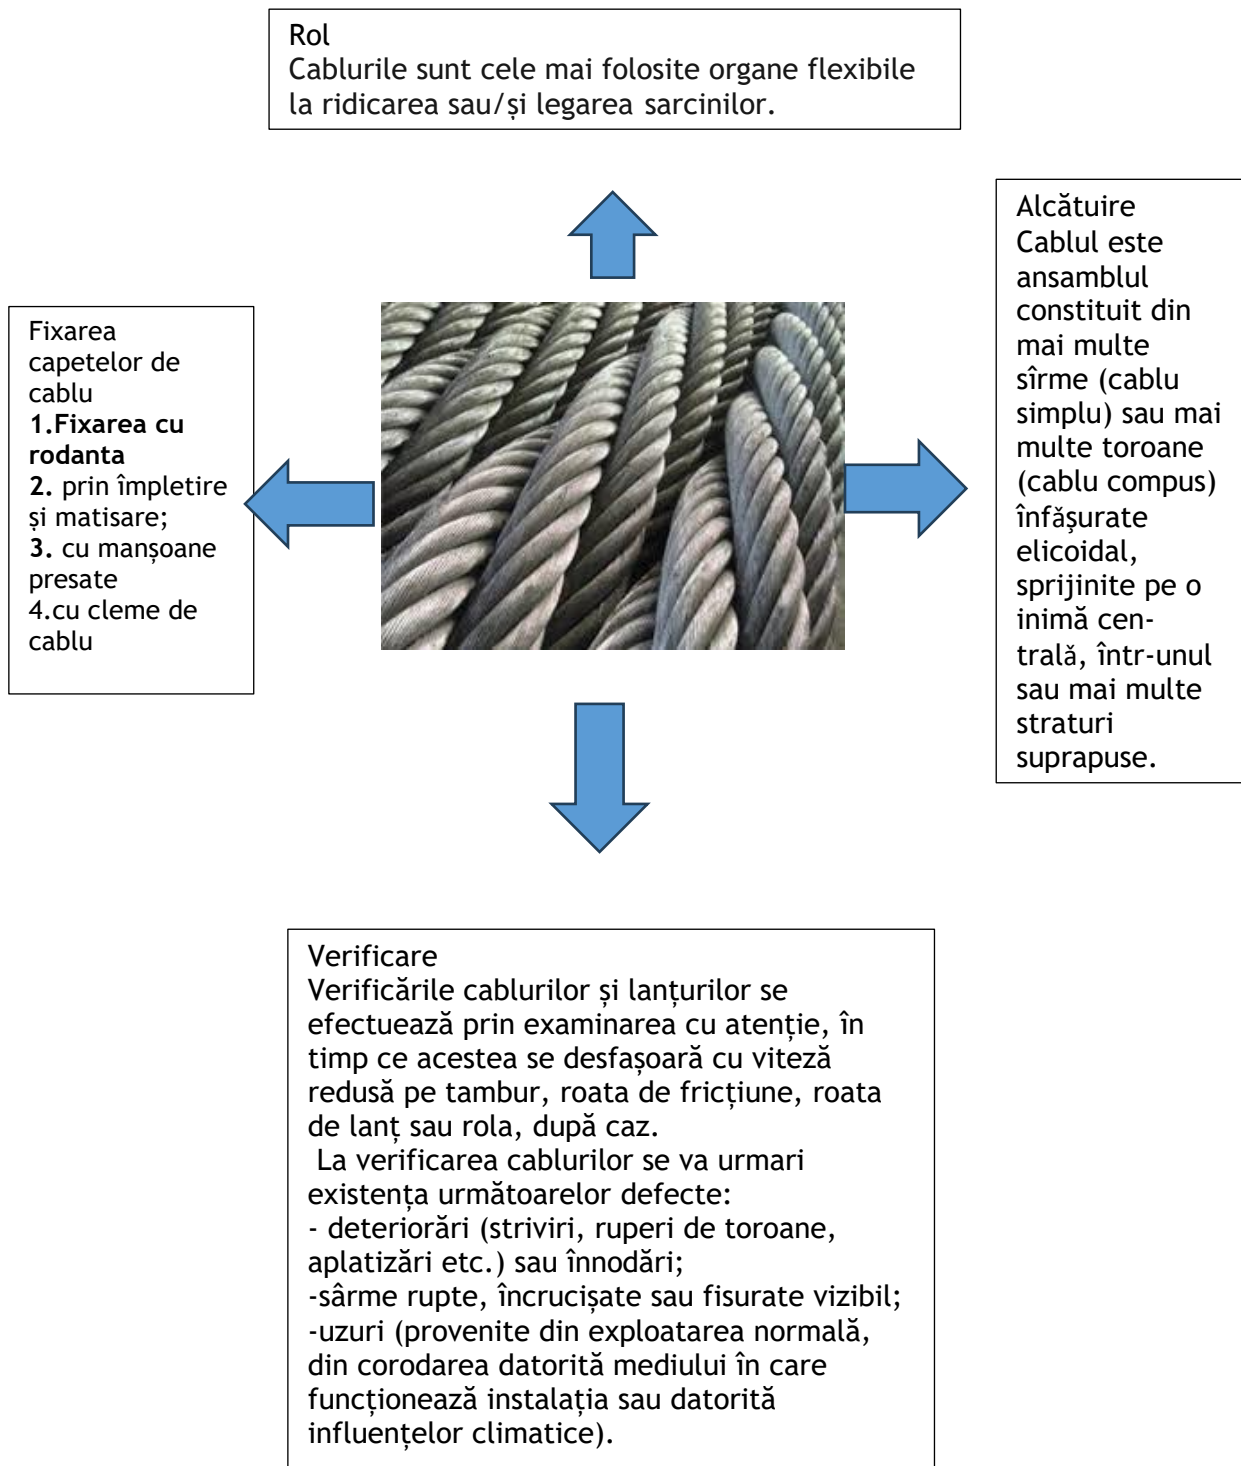 Rol
Cablurile sunt cele mai folosite organe flexibile
la ridicarea sau/și legarea sarcinilor.
Alcătuire
Cablul este
ansamblul
constituit din
mai multe
sîrme (cablu
simplu) sau mai
multe toroane
(cablu compus)
înfăşurate
elicoidal,
sprijinite pe o
inimă cen-
trală, într-unul
sau mai multe
straturi
suprapuse.
Fixarea
capetelor de
cablu
1.Fixarea cu
rodanta
2. prin împletire
și matisare;
3. cu manșoane
presate
4.cu cleme de
cablu
Verificare
Verificările cablurilor și lanțurilor se
efectuează prin examinarea cu atenție, în
timp ce acestea se desfașoară cu viteză
redusă pe tambur, roata de fricțiune, roata
de lanț sau rola, după caz.
La verificarea cablurilor se va urmari
existența următoarelor defecte:
- deteriorări (striviri, ruperi de toroane,
aplatizări etc.) sau înnodări;
-sârme rupte, încrucișate sau fisurate vizibil;
-uzuri (provenite din exploatarea normală,
din corodarea datorită mediului în care
funcționează instalația sau datorită
influențelor climatice).